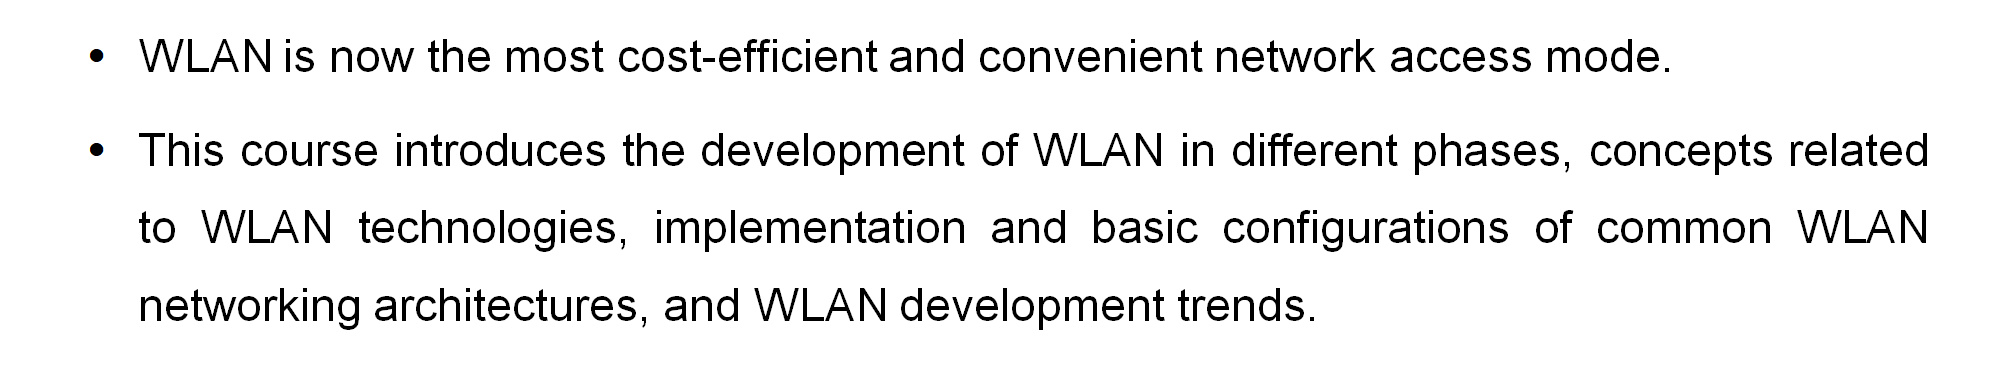 • WLAN is now the most cost-efficient and convenient network access mode.
• This course introduces the development of WLAN in different phases, concepts related
to WLAN technologies, implementation and basic configurations of common WLAN
networking architectures, and WLAN development trends.